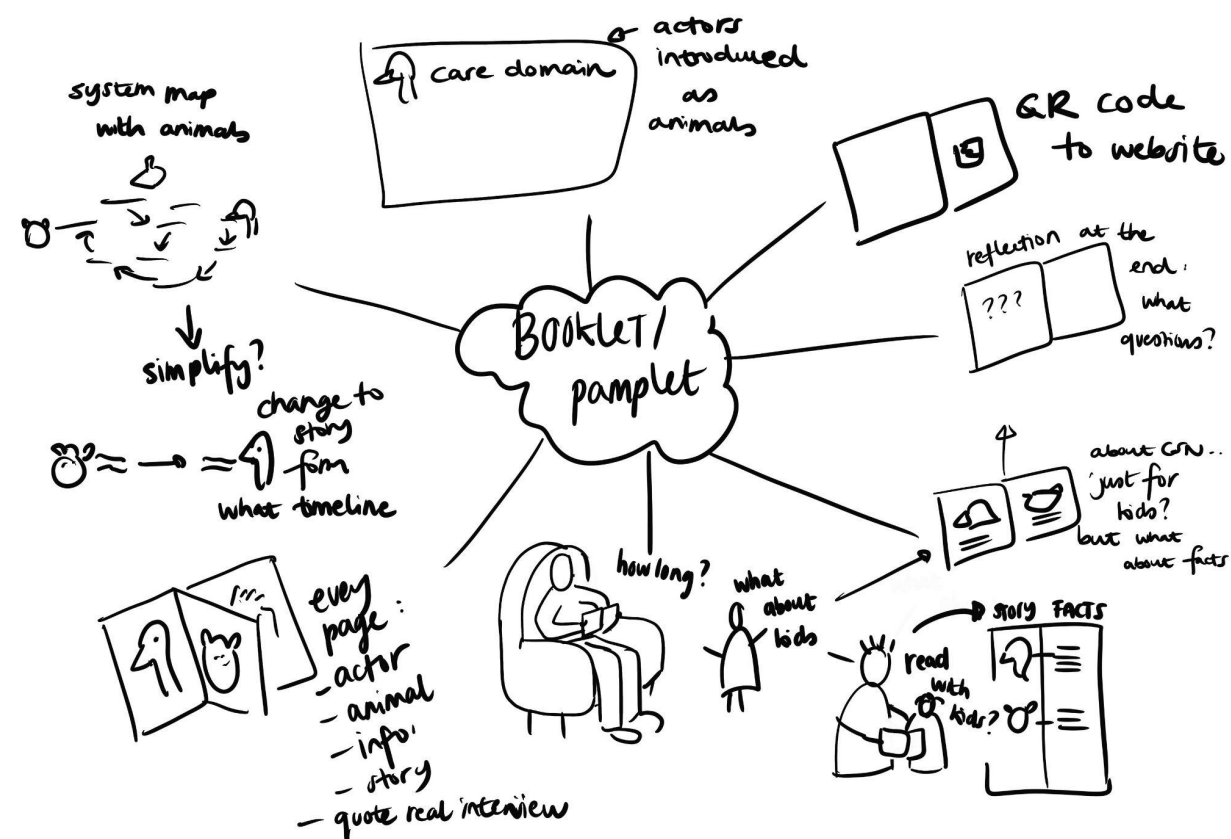 system map
with animals
simplify?
change to
story
form
what timeline
care domain
actors
introduced
as
animals
QR code
to website
reflection at the
end:
what
questions?
???
BOOKLET/
pamplet
about CSN..
just for
kids?
but what
about facts
every
page:
- actor
- animal
- info
- story
- quote real interview
how long?
what
about
kids
read
with
kids?
STORY FACTS